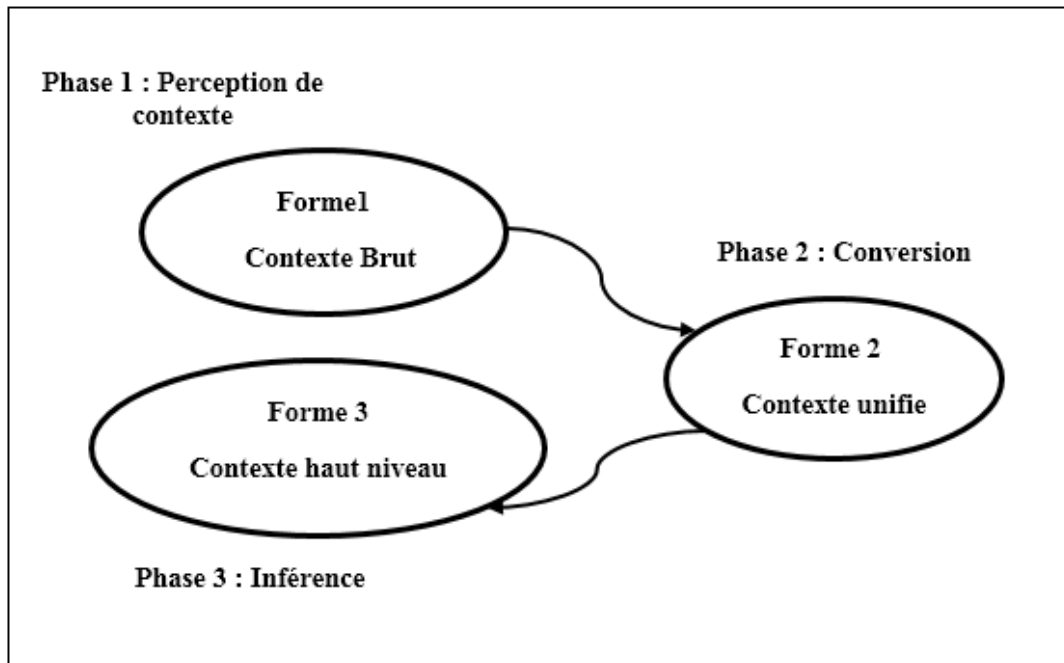 Phase 1 : Perception de
contexte
Forme1
Contexte Brut
Phase 2 : Conversion
Forme 2
Contexte unifie
Forme 3
Contexte haut niveau
Phase 3 : Inférence